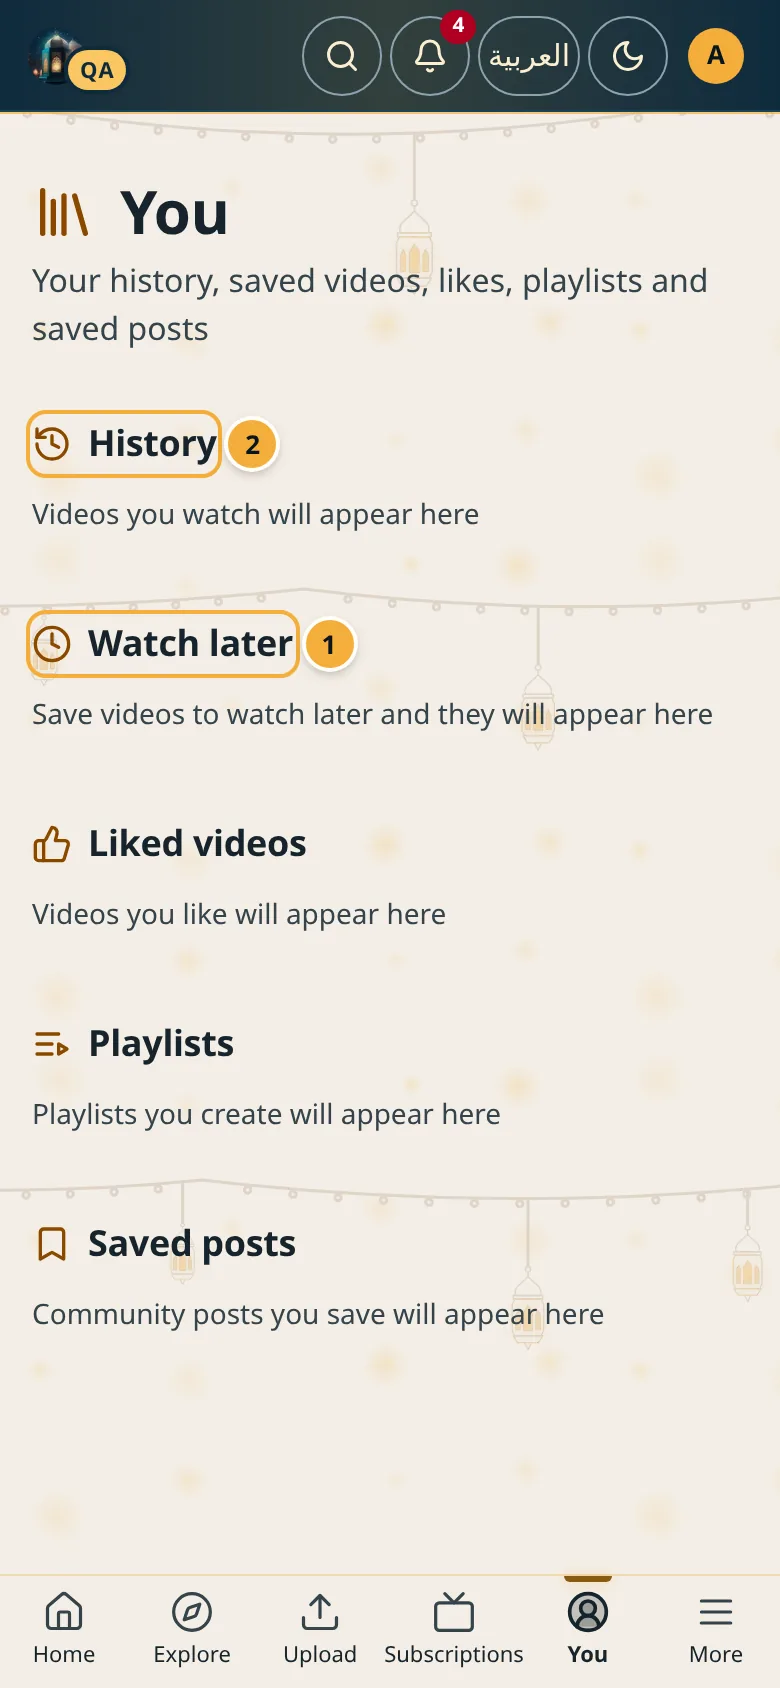 QA
4
العربية
A
You
Your history, saved videos, likes, playlists and
saved posts
History
2
Videos you watch will appear here
Watch later
1
Save videos to watch later and they will appear here
Liked videos
Videos you like will appear here
Playlists
Playlists you create will appear here
Saved posts
Community posts you save will appear here
Home
Explore
Upload
Subscriptions
You
More